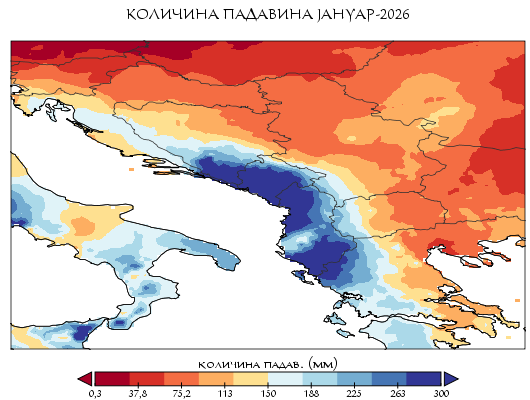 КОЛИЧИНА ПАДАВИНА ЈАНУАР-2026
КОЛИЧИНА ПАДАВ. (мм)
0,3 37,8 75,2 113 150 188 225 263 300